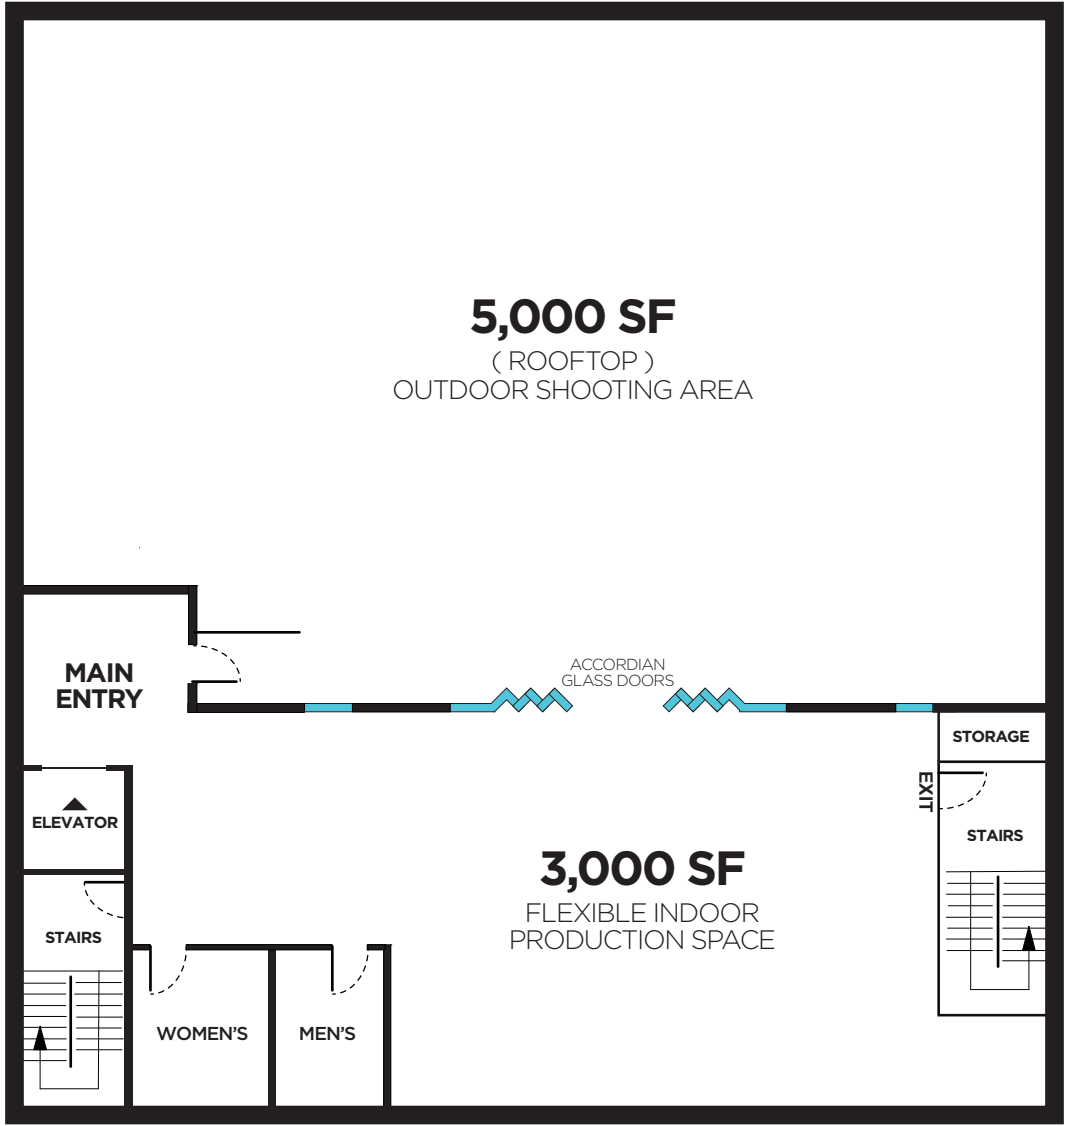 5,000 SF
( ROOFTOP )
OUTDOOR SHOOTING AREA
MAIN
ENTRY
ACCORDIAN
GLASS DOORS
STORAGE
EXIT
STAIRS
ELEVATOR
3,000 SF
FLEXIBLE INDOOR
PRODUCTION SPACE
STAIRS
WOMEN'S
MEN'S